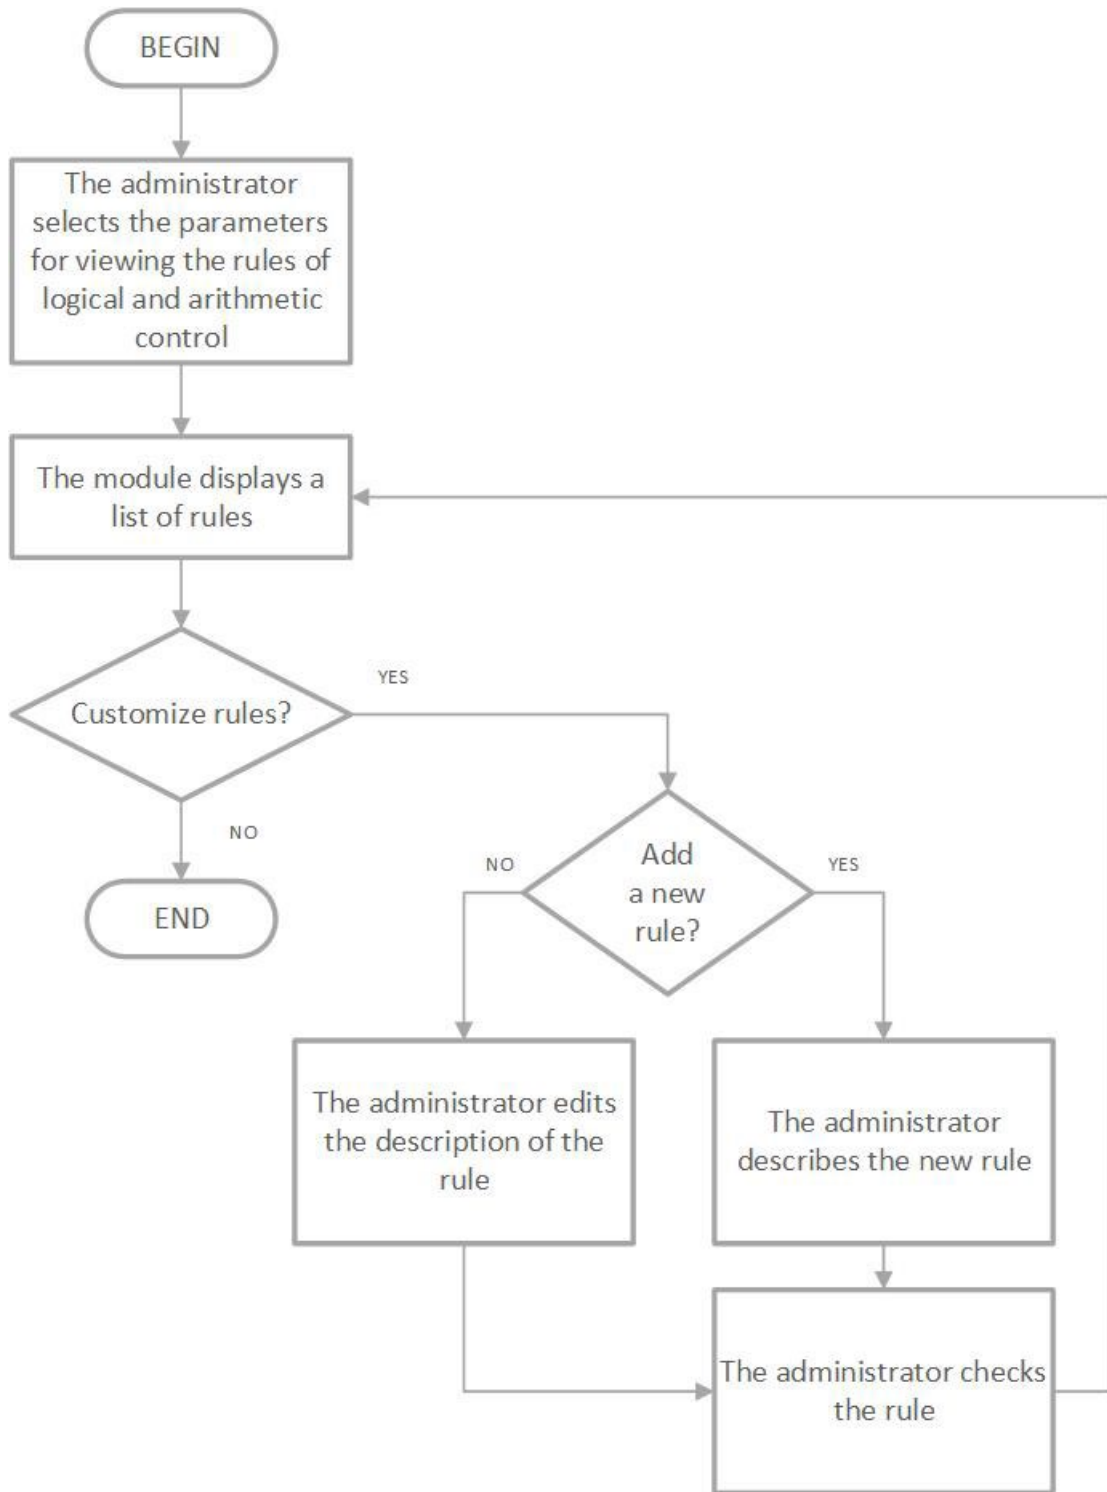 BEGIN
The administrator
selects the parameters
for viewing the rules of
logical and arithmetic
control
The module displays a
list of rules
YES
Customize rules?
NO
END
Add
a new
rule?
NO
YES
The administrator edits
the description of the
rule
The administrator
describes the new rule
The administrator checks
the rule